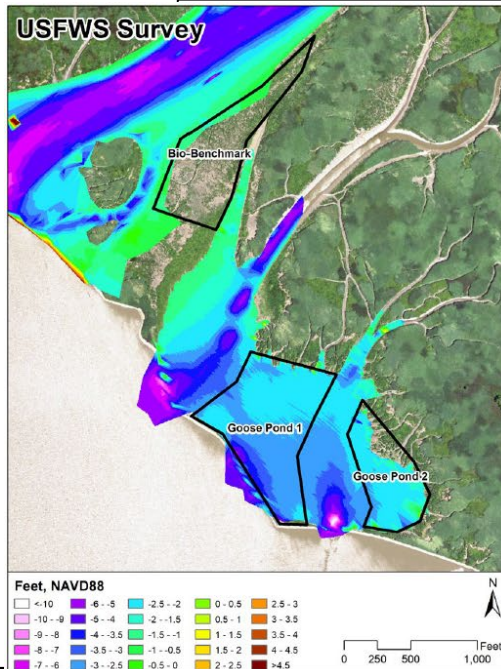 USFWS Survey
Bio-Benchmark
Goose Pond 1
Goose Pond 2
Feet, NAVD88
<-10
-10 - -9
-9 - -8
-8 - -7
-7 - -6
-6 - -5
-5 - -4
-4 - -3.5
-3.5 - -3
-3 - -2.5
-2.5 - -2
-2 - -1.5
-1.5 - -1
-1 - -0.5
-0.5 - 0
0 - 0.5
0.5 - 1
1 - 1.5
1.5 - 2
2 - 2.5
2.5 - 3
3 - 3.5
3.5 - 4
4 - 4.5
>4.5
N
Feet
0 250 500 1,000